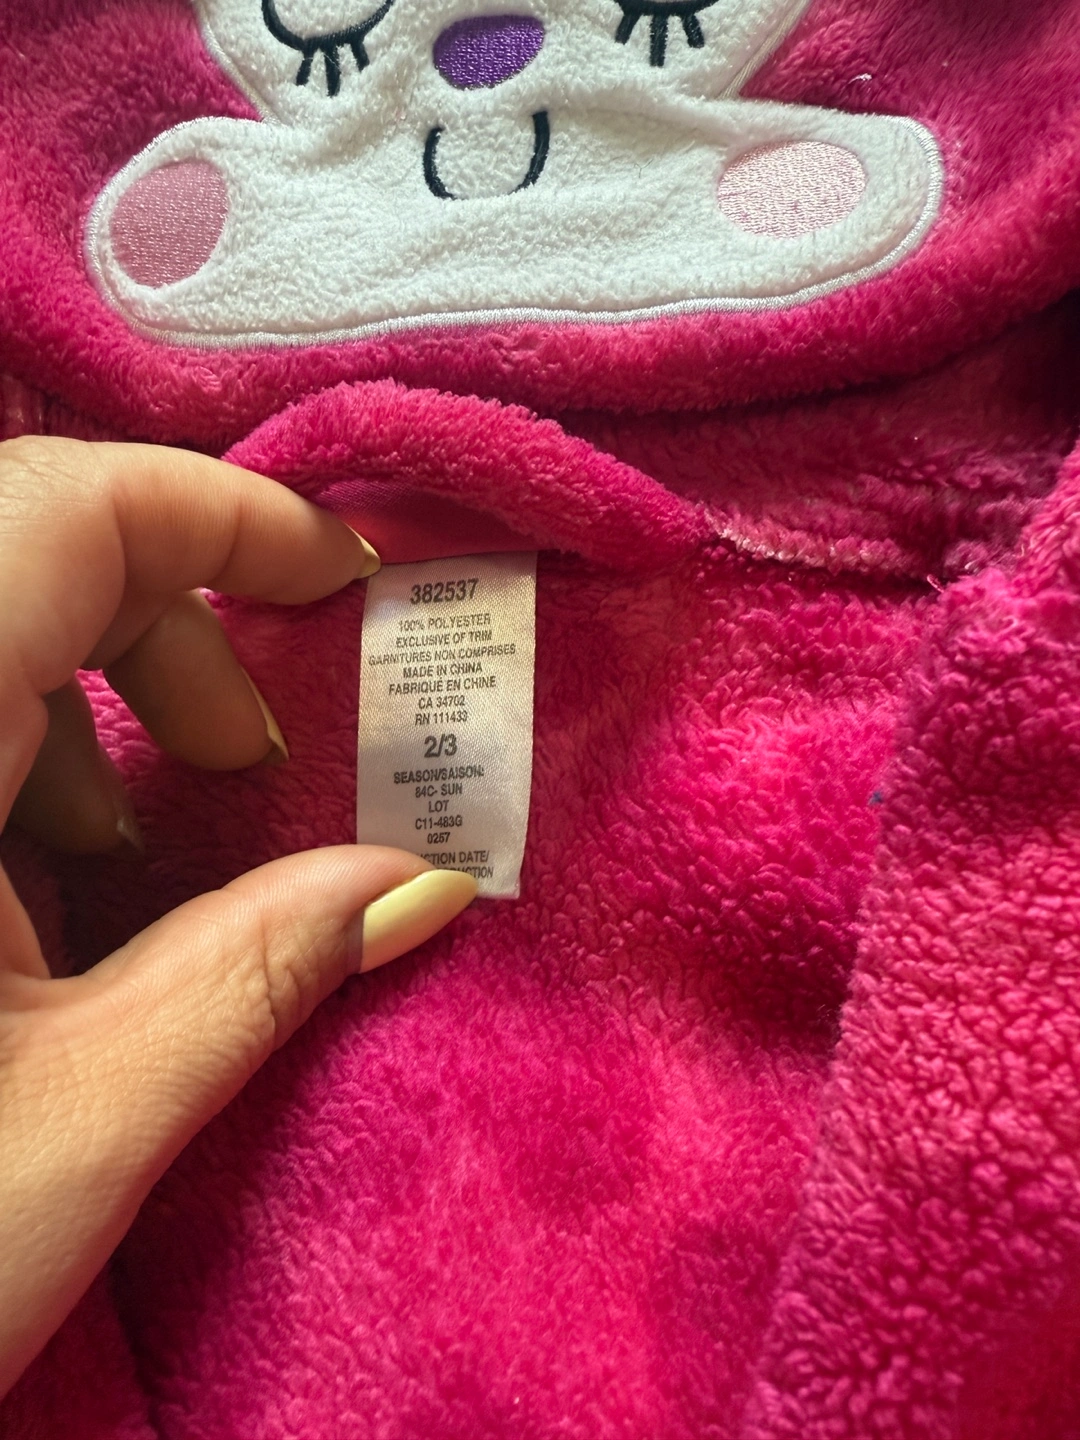 382537
100% POLYESTER
EXCLUSIVE OF TRIM
GARNITURES NON COMPRISES
MADE IN CHINA
FABRIQUÉ EN CHINE
CA 34702
RN 111433
2/3
SEASON/SAISON:
84C- SUN
LOT
C11-483G
0257
DATE/